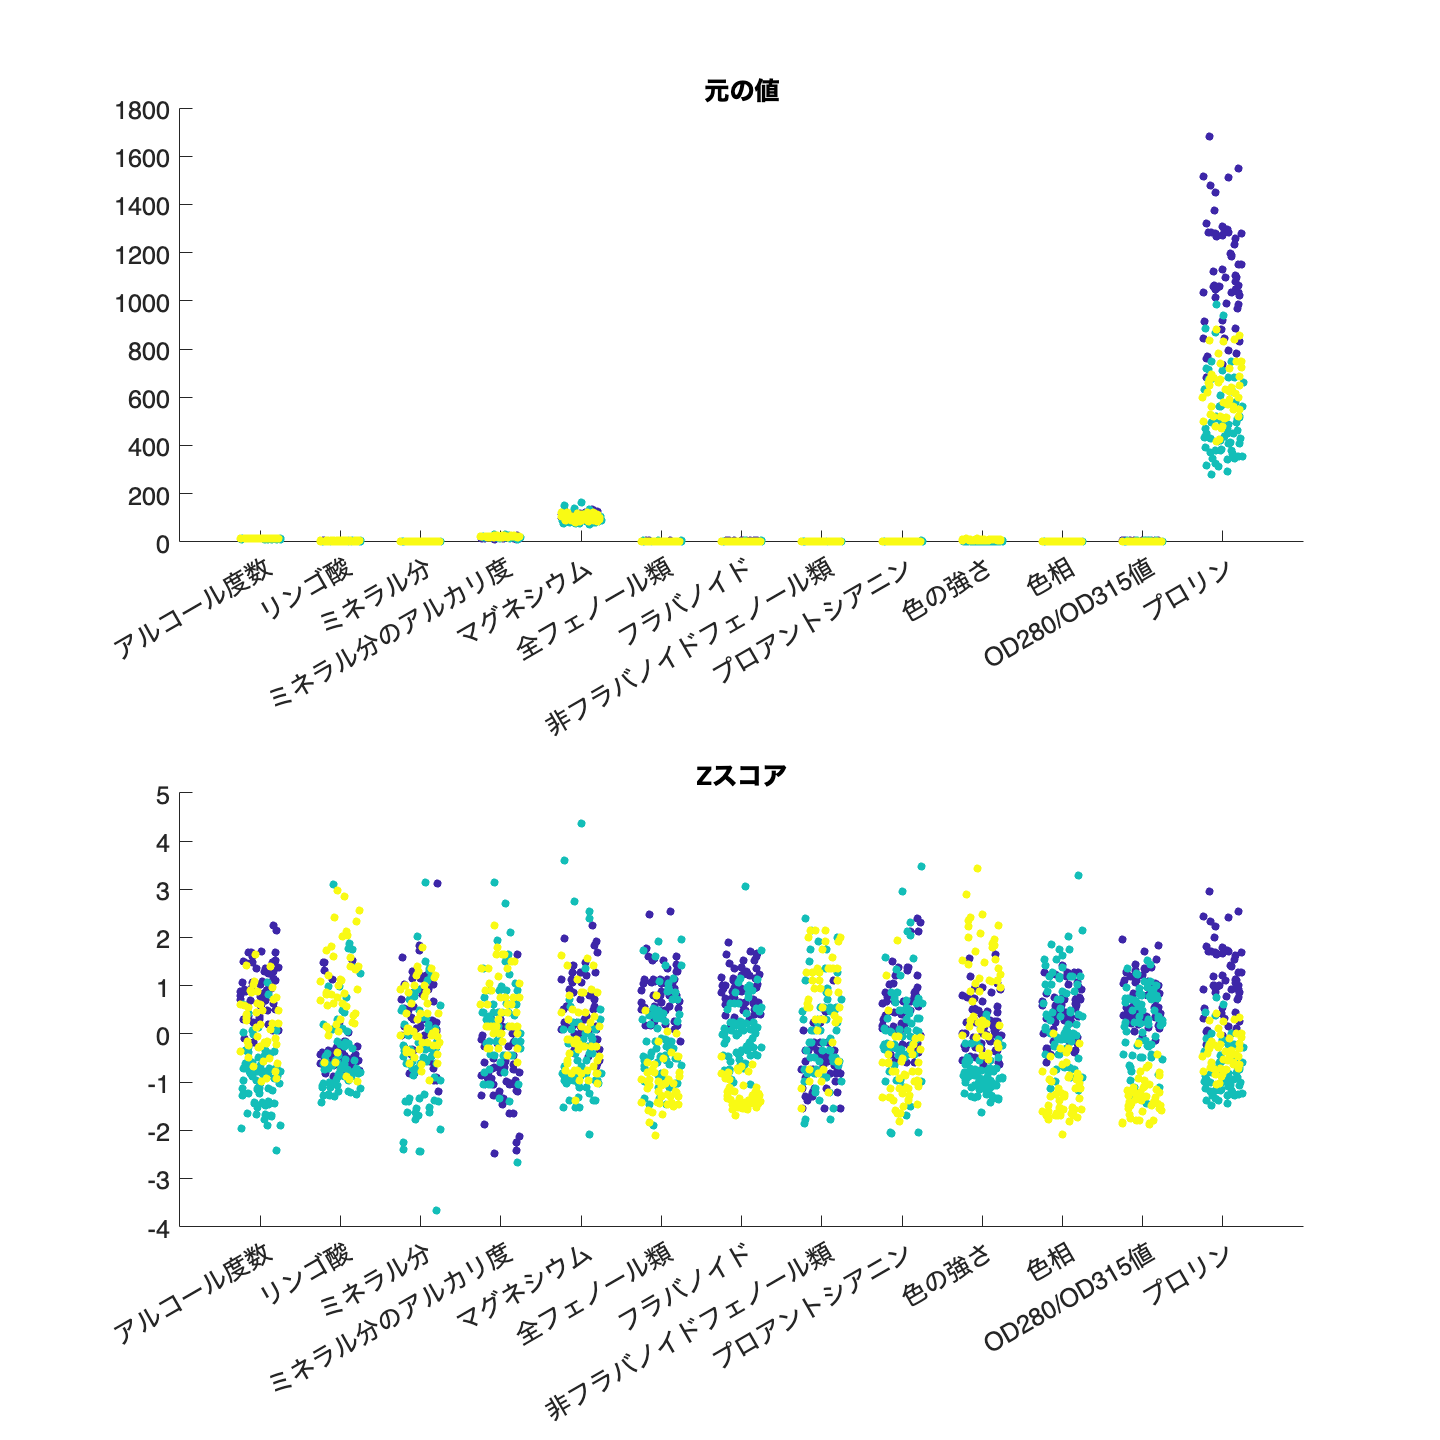 元の値
1800
1600
1400
1200
1000
800
600
400
200
0
アルコール度数
リンゴ酸
ミネラル分
ミネラル分のアルカリ度
マグネシウム
全フェノール類
フラバノイド
非フラバノイドフェノール類
プロアントシアニン
色の強さ
色相
OD280/OD315値
プロリン
Zスコア
5
4
3
2
1
0
-1
-2
-3
-4
アルコール度数
リンゴ酸
ミネラル分
ミネラル分のアルカリ度
マグネシウム
全フェノール類
フラバノイド
非フラバノイドフェノール類
プロアントシアニン
色の強さ
色相
OD280/OD315値
プロリン